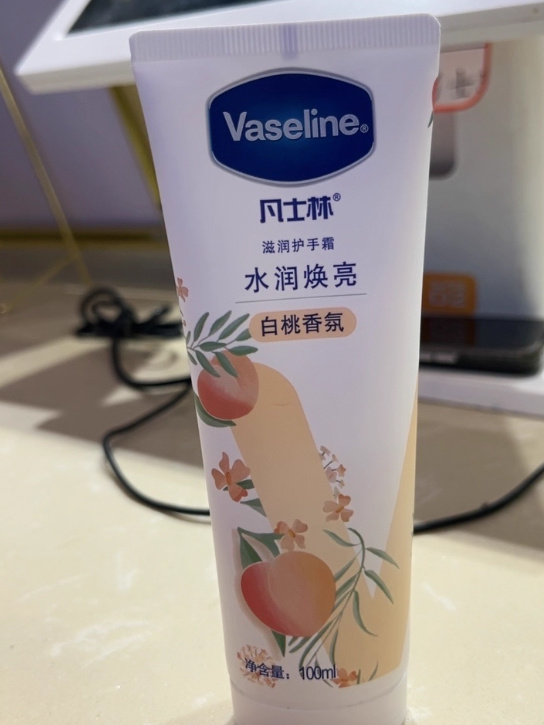 Vaseline®
凡士林®
滋润护手霜
水润焕亮
白桃香氛
净含量：100ml